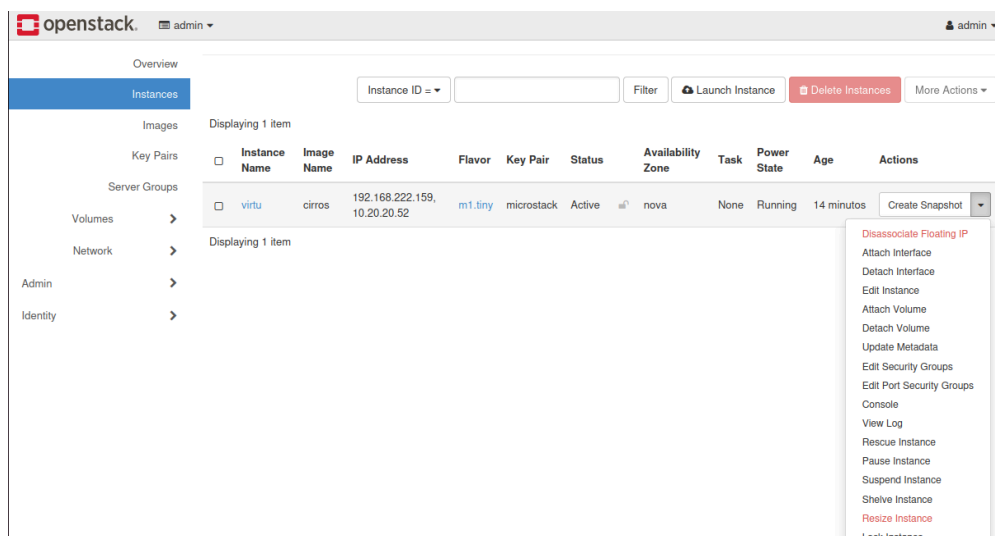 openstack. admin admin
Overview
Instances
Instance ID = Filter Launch Instance Delete Instances More Actions
Images
Displaying 1 item
Key Pairs
Instance Name Image Name IP Address Flavor Key Pair Status Availability Zone Task Power State Age Actions
Server Groups
virtu cirros 192.168.222.159, 10.20.20.52 m1.tiny microstack Active nova None Running 14 minutos Create Snapshot
Volumes
Displaying 1 item
Network
Admin
Identity
Disassociate Floating IP
Attach Interface
Detach Interface
Edit Instance
Attach Volume
Detach Volume
Update Metadata
Edit Security Groups
Edit Port Security Groups
Console
View Log
Rescue Instance
Pause Instance
Suspend Instance
Shelve Instance
Resize Instance